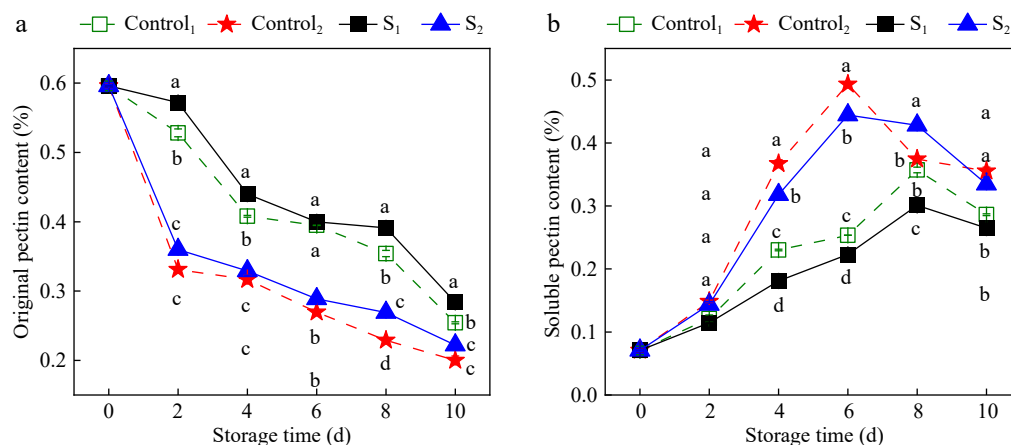 a
Control1 Control2 S1 S2
Original pectin content (%)
0.6
0.5
0.4
0.3
0.2
a
b
c
c
a
b
c
c
a
a
b
b
a
b
c
d
a
b
c
c
0 2 4 6 8 10
Storage time (d)
b
Control1 Control2 S1 S2
Soluble pectin content (%)
0.5
0.4
0.3
0.2
0.1
0.0
a
a
a
a
a
b
c
d
a
b
c
d
a
b
b
c
a
a
b
b
0 2 4 6 8 10
Storage time (d)